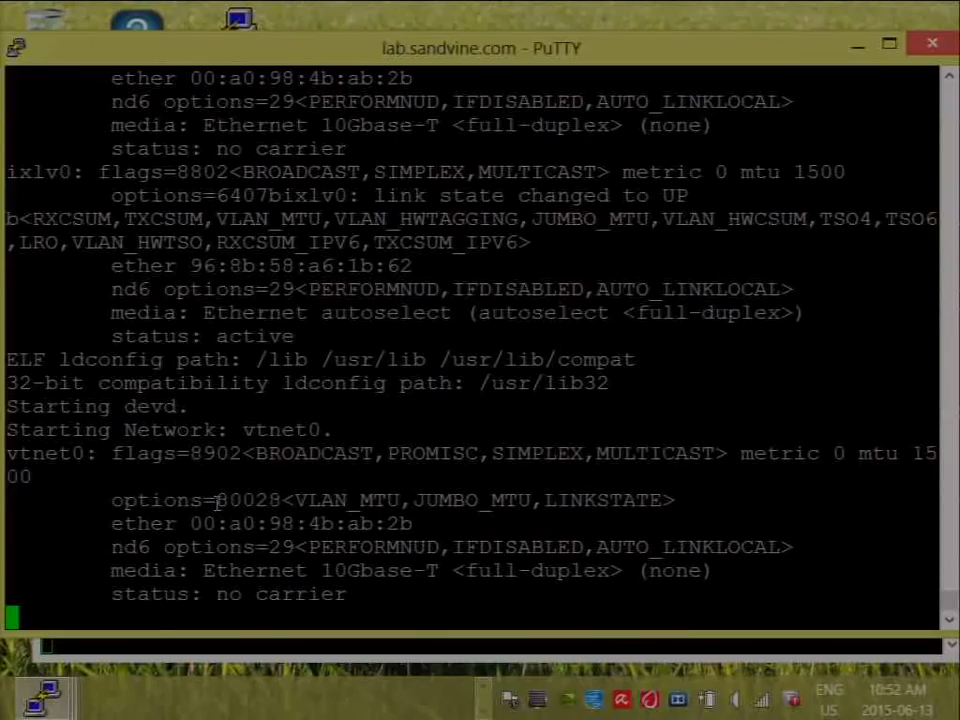 lab.sandvine.com - PuTTY
ether 00:a0:98:4b:ab:2b
nd6 options=29<PERFORMNUD,IFDISABLED,AUTO_LINKLOCAL>
media: Ethernet 10Gbase-T <full-duplex> (none)
status: no carrier
ixlv0: flags=8802<BROADCAST,SIMPLEX,MULTICAST> metric 0 mtu 1500
options=6407bixlv0: link state changed to UP
b<RXCSUM,TXCSUM,VLAN_MTU,VLAN_HWTAGGING,JUMBO_MTU,VLAN_HWCSUM,TSO4,TSO6
,LRO,VLAN_HWTSO,RXCSUM_IPV6,TXCSUM_IPV6>
ether 96:8b:58:a6:1b:62
nd6 options=29<PERFORMNUD,IFDISABLED,AUTO_LINKLOCAL>
media: Ethernet autoselect (autoselect <full-duplex>)
status: active
ELF ldconfig path: /lib /usr/lib /usr/lib/compat
32-bit compatibility ldconfig path: /usr/lib32
Starting devd.
Starting Network: vtnet0.
vtnet0: flags=8902<BROADCAST,PROMISC,SIMPLEX,MULTICAST> metric 0 mtu 15
00
options=80028<VLAN_MTU,JUMBO_MTU,LINKSTATE>
ether 00:a0:98:4b:ab:2b
nd6 options=29<PERFORMNUD,IFDISABLED,AUTO_LINKLOCAL>
media: Ethernet 10Gbase-T <full-duplex> (none)
status: no carrier
ENG 10:52 AM
US 2015-06-13